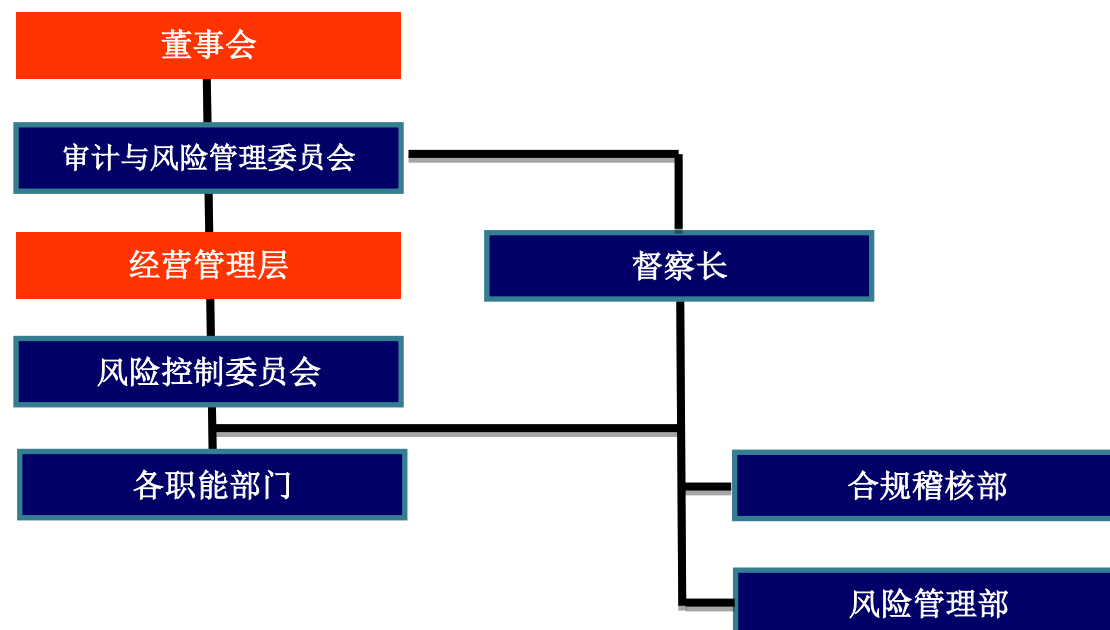 董事会
审计与风险管理委员会
经营管理层
督察长
风险控制委员会
各职能部门
合规稽核部
风险管理部